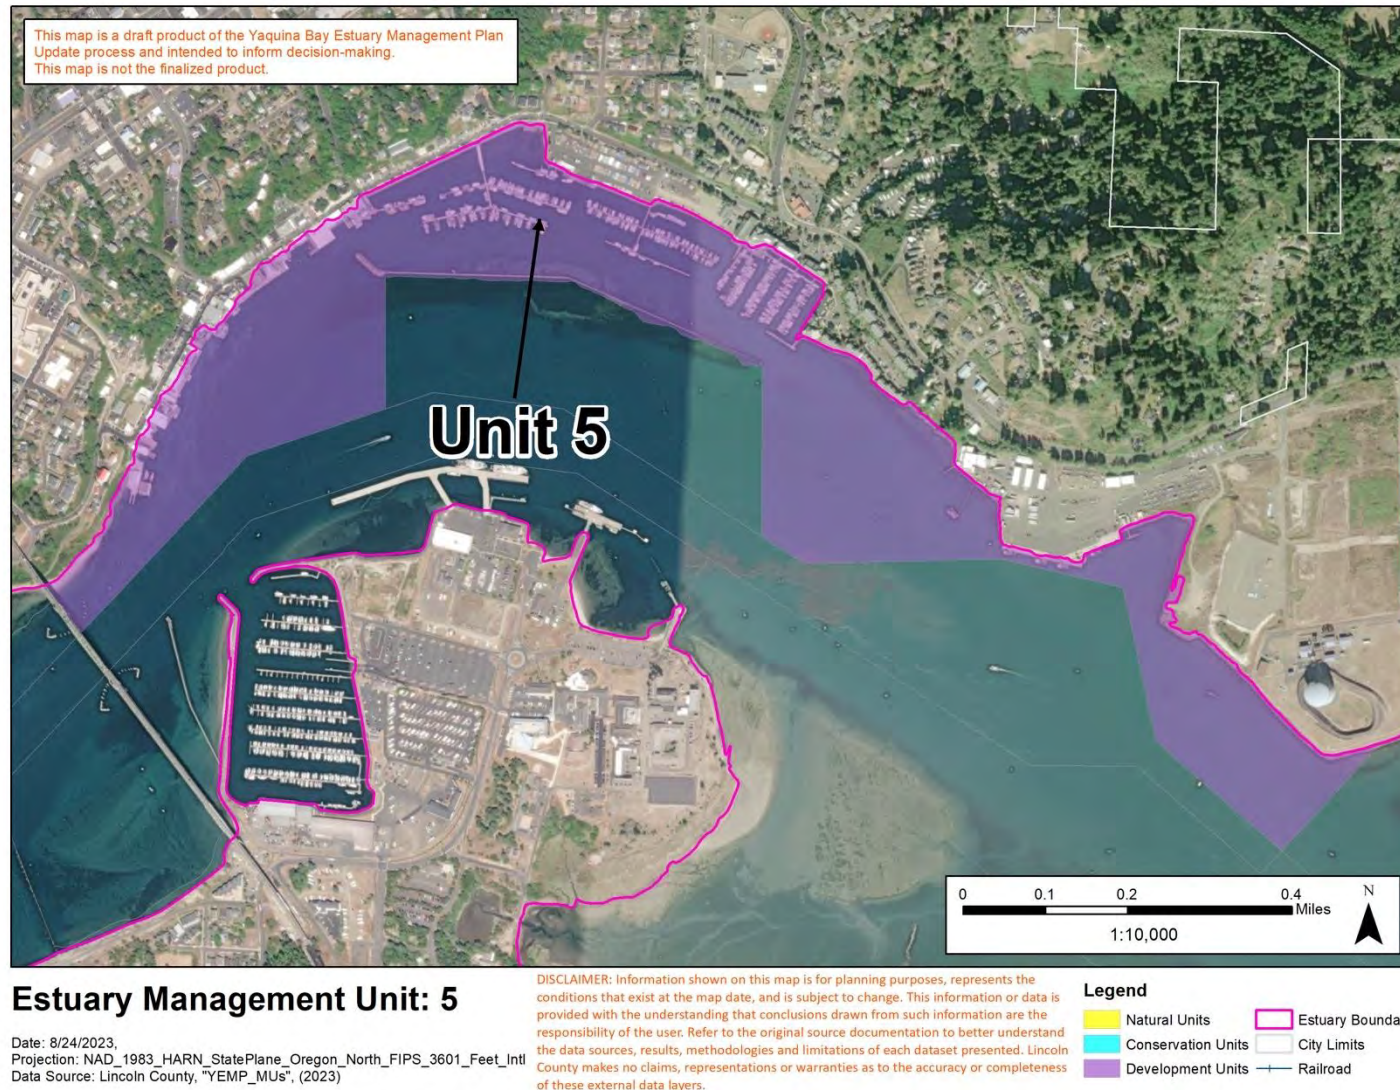 This map is a draft product of the Yaquina Bay Estuary Management Plan
Update process and intended to inform decision-making.
This map is not the finalized product.
Unit 5
0 0.1 0.2 0.4
Miles
N
1:10,000
Estuary Management Unit: 5
Date: 8/24/2023,
Projection: NAD_1983_HARN_StatePlane_Oregon_North_FIPS_3601_Feet_Intl
Data Source: Lincoln County, "YEMP_MUs", (2023)
DISCLAIMER: Information shown on this map is for planning purposes, represents the
conditions that exist at the map date, and is subject to change. This information or data is
provided with the understanding that conclusions drawn from such information are the
responsibility of the user. Refer to the original source documentation to better understand
the data sources, results, methodologies and limitations of each dataset presented. Lincoln
County makes no claims, representations or warranties as to the accuracy or completeness
of these external data layers.
Legend
Natural Units
Conservation Units
Development Units
Estuary Bounda
City Limits
Railroad